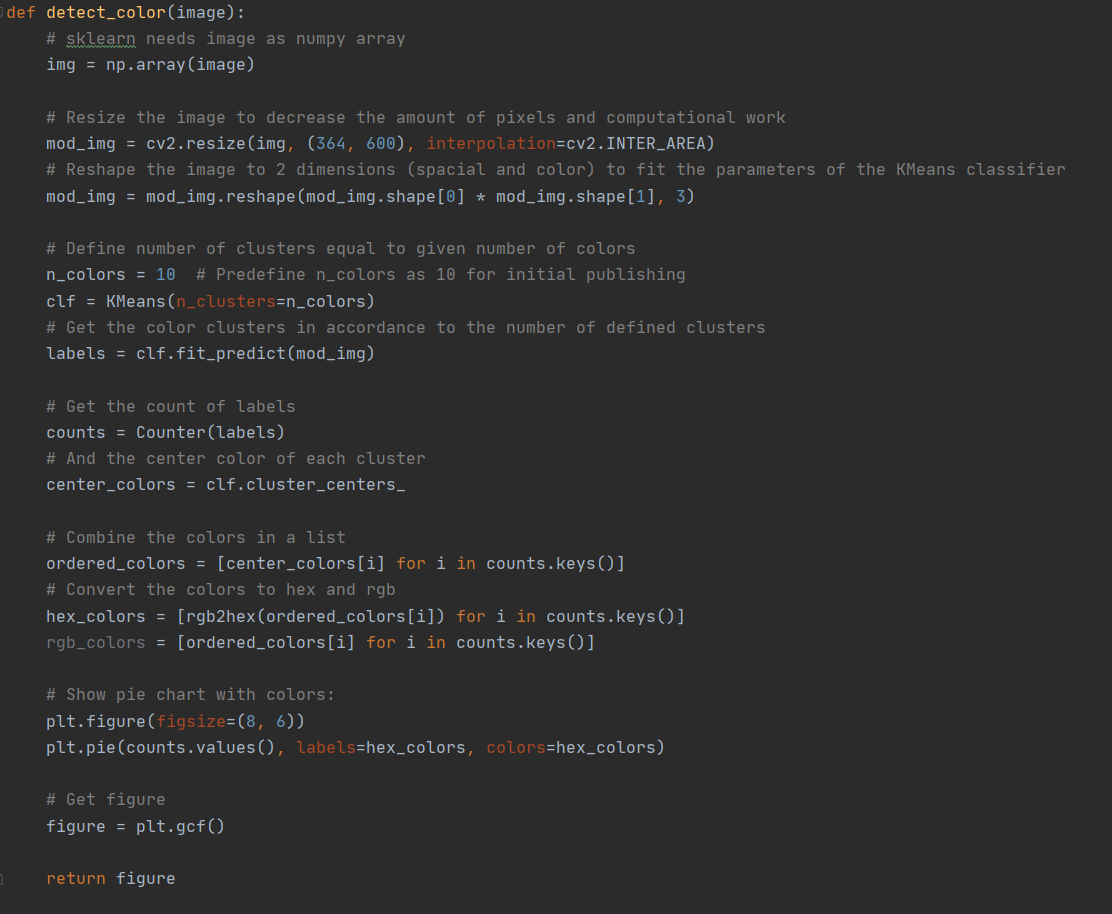 def detect_color(image):
    # sklearn needs image as numpy array
    img = np.array(image)

    # Resize the image to decrease the amount of pixels and computational work
    mod_img = cv2.resize(img, (364, 600), interpolation=cv2.INTER_AREA)
    # Reshape the image to 2 dimensions (spacial and color) to fit the parameters of the KMeans classifier
    mod_img = mod_img.reshape(mod_img.shape[0] * mod_img.shape[1], 3)

    # Define number of clusters equal to given number of colors
    n_colors = 10  # Predefine n_colors as 10 for initial publishing
    clf = KMeans(n_clusters=n_colors)
    # Get the color clusters in accordance to the number of defined clusters
    labels = clf.fit_predict(mod_img)

    # Get the count of labels
    counts = Counter(labels)
    # And the center color of each cluster
    center_colors = clf.cluster_centers_

    # Combine the colors in a list
    ordered_colors = [center_colors[i] for i in counts.keys()]
    # Convert the colors to hex and rgb
    hex_colors = [rgb2hex(ordered_colors[i]) for i in counts.keys()]
    rgb_colors = [ordered_colors[i] for i in counts.keys()]

    # Show pie chart with colors:
    plt.figure(figsize=(8, 6))
    plt.pie(counts.values(), labels=hex_colors, colors=hex_colors)

    # Get figure
    figure = plt.gcf()

    return figure